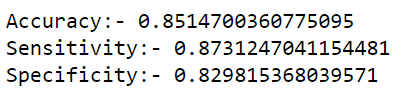 Accuracy:- 0.8514700360775095
Sensitivity:- 0.8731247041154481
Specificity:- 0.829815368039571